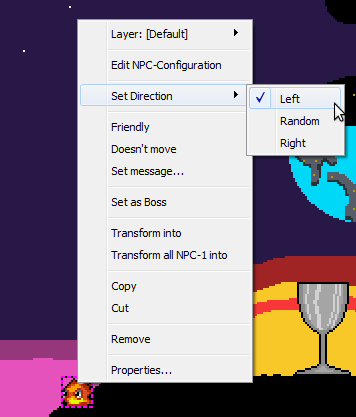 Layer: [Default]
Edit NPC-Configuration
Set Direction
Left
Random
Right
Friendly
Doesn't move
Set message...
Set as Boss
Transform into
Transform all NPC-1 into
Copy
Cut
Remove
Properties...